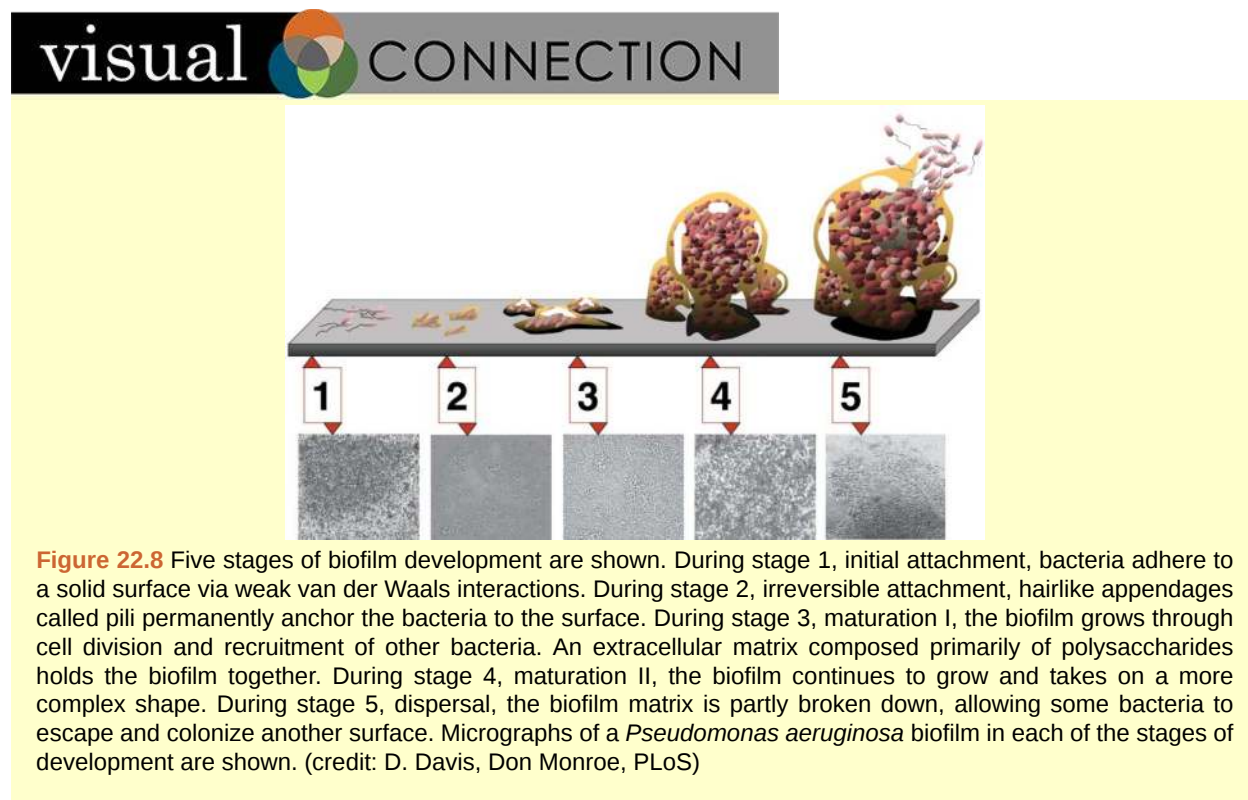 visual CONNECTION
1 2 3 4 5
Figure 22.8 Five stages of biofilm development are shown. During stage 1, initial attachment, bacteria adhere to
a solid surface via weak van der Waals interactions. During stage 2, irreversible attachment, hairlike appendages
called pili permanently anchor the bacteria to the surface. During stage 3, maturation I, the biofilm grows through
cell division and recruitment of other bacteria. An extracellular matrix composed primarily of polysaccharides
holds the biofilm together. During stage 4, maturation II, the biofilm continues to grow and takes on a more
complex shape. During stage 5, dispersal, the biofilm matrix is partly broken down, allowing some bacteria to
escape and colonize another surface. Micrographs of a Pseudomonas aeruginosa biofilm in each of the stages of
development are shown. (credit: D. Davis, Don Monroe, PLoS)